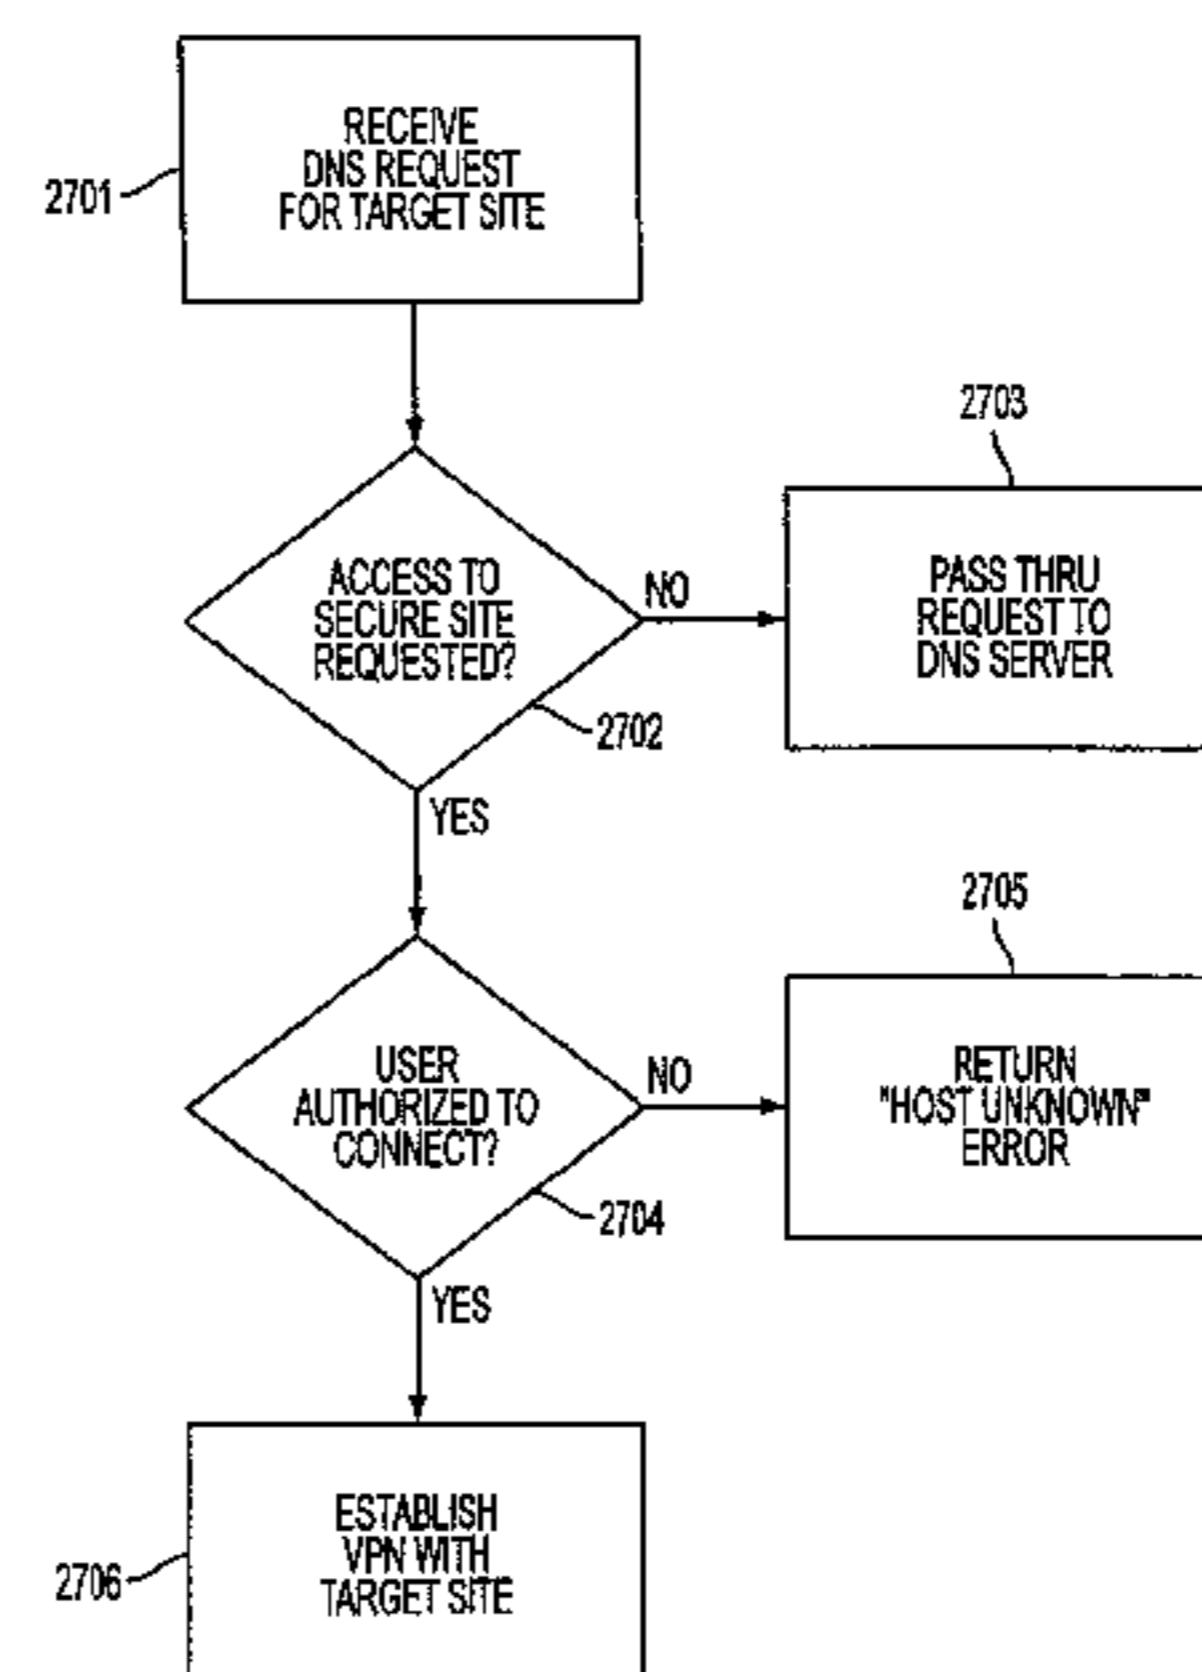 RECEIVE
DNS REQUEST
FOR TARGET SITE
2701
2703
ACCESS TO
SECURE SITE
REQUESTED?
NO
PASS THRU
REQUEST TO
DNS SERVER
2702
YES
2705
USER
AUTHORIZED TO
CONNECT?
NO
RETURN
"HOST UNKNOWN"
ERROR
2704
YES
ESTABLISH
VPN WITH
TARGET SITE
2706